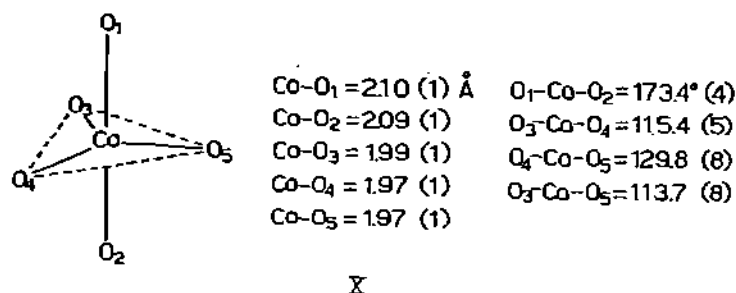 O₁
O₃
Co
O₅
O₄
O₂
Co-O₁ = 2.10 (1) Å
Co-O₂ = 2.09 (1)
Co-O₃ = 1.99 (1)
Co-O₄ = 1.97 (1)
Co-O₅ = 1.97 (1)
O₁-Co-O₂ = 173.4° (4)
O₃-Co-O₄ = 115.4 (5)
O₄-Co-O₅ = 129.8 (8)
O₃-Co-O₅ = 113.7 (8)
X